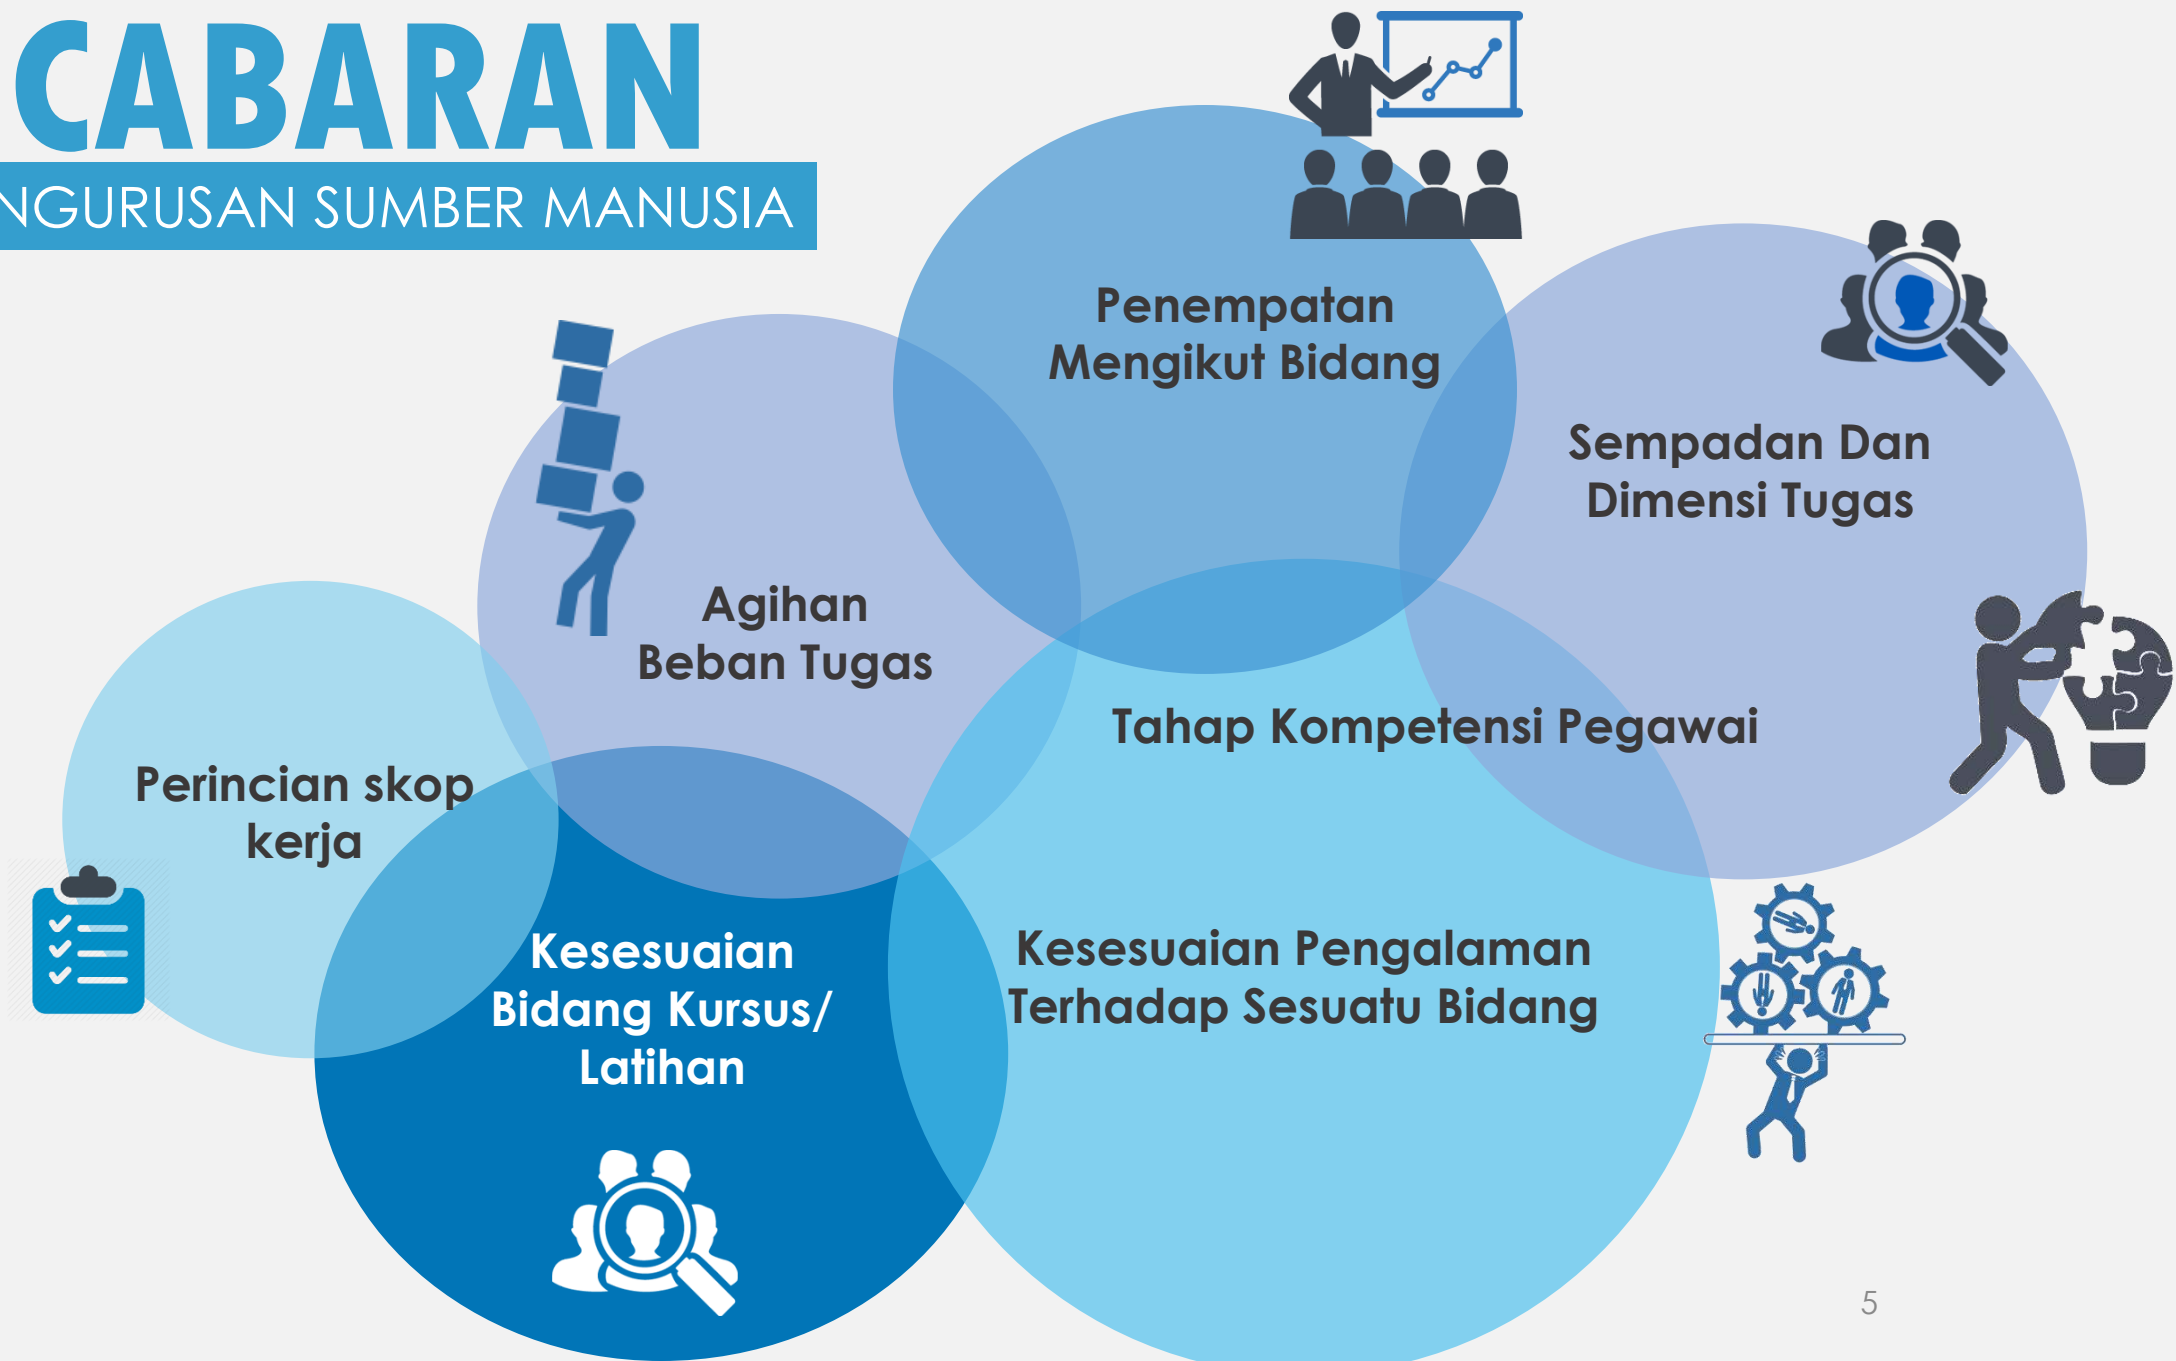 CABARAN
NGURUSAN SUMBER MANUSIA
Penempatan
Mengikut Bidang
Sempadan Dan
Dimensi Tugas
Agihan
Beban Tugas
Tahap Kompetensi Pegawai
Perincian skop
kerja
Kesesuaian
Bidang Kursus/
Latihan
Kesesuaian Pengalaman
Terhadap Sesuatu Bidang
5